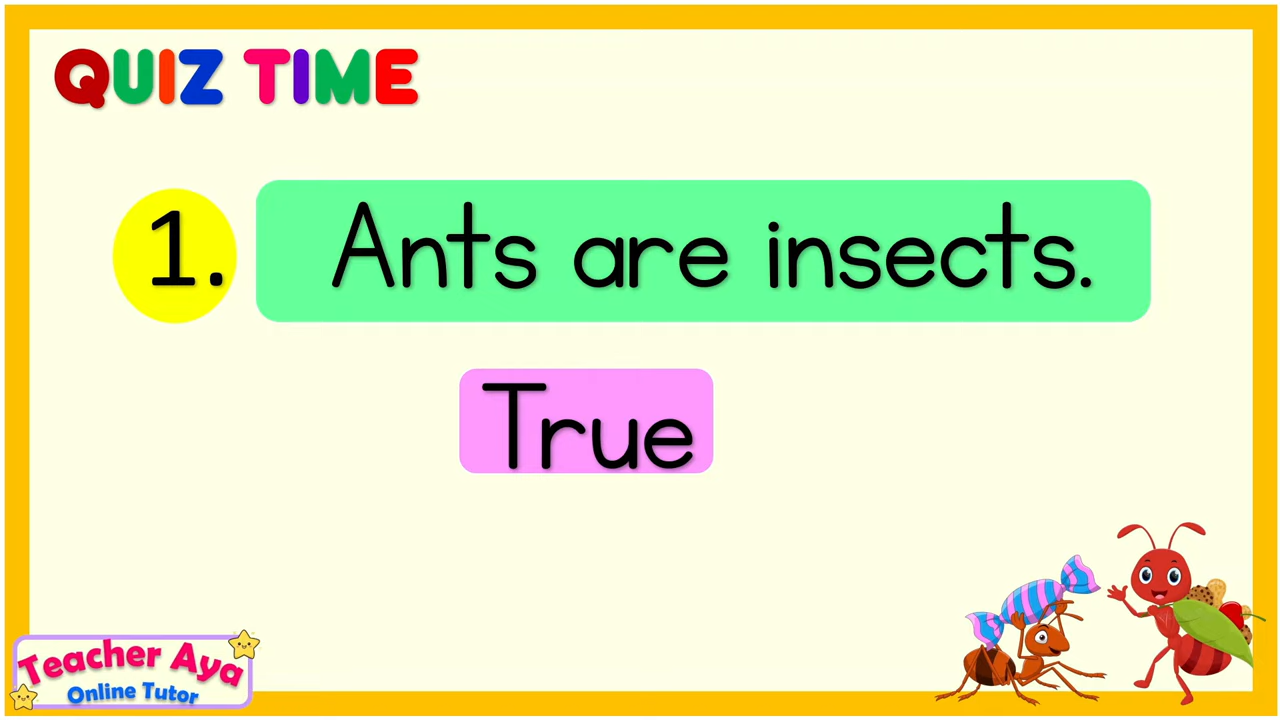 QUIZ TIME
1. Ants are insects.
True
Teacher Aya
Online Tutor